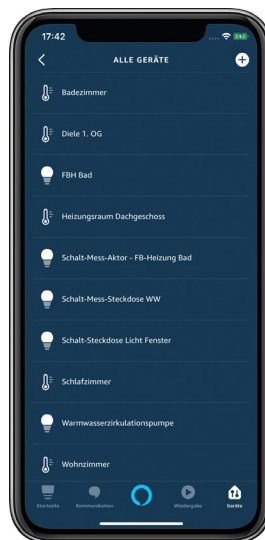 17:42
ALLE GERÄTE
Badezimmer
Diele 1. OG
FBH Bad
Heizungsraum Dachgeschoss
Schalt-Mess-Aktor - FB-Heizung Bad
Schalt-Mess-Steckdose WW
Schalt-Steckdose Licht Fenster
Schlafzimmer
Warmwasserzirkulationspumpe
Wohnzimmer
Startseite Kommunikation Wiedergabe Geräte